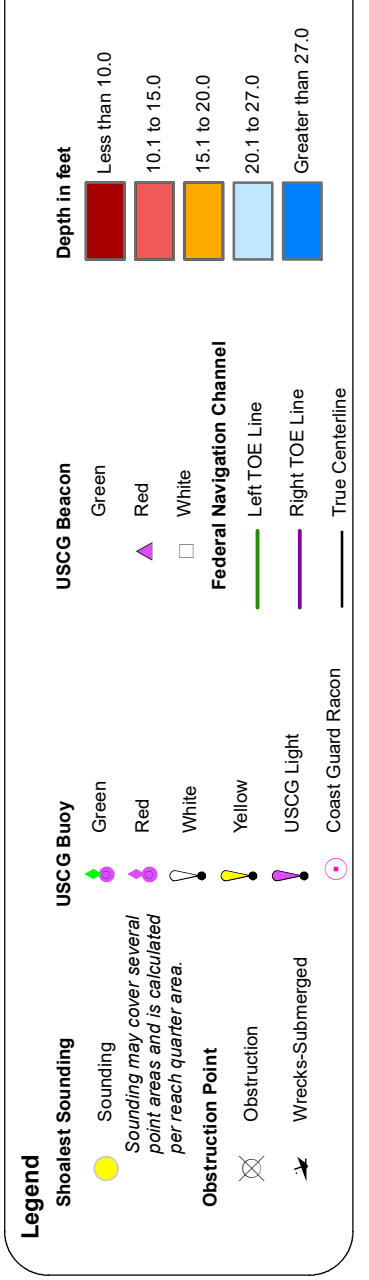 Legend
Shoalest Sounding
Sounding
Sounding may cover several
point areas and is calculated
per reach quarter area.
Obstruction Point
Obstruction
Wrecks-Submerged
USCG Buoy
Green
Red
White
Yellow
USCG Light
Coast Guard Racon
USCG Beacon
Green
Red
White
Federal Navigation Channel
Left TOE Line
Right TOE Line
True Centerline
Depth in feet
Less than 10.0
10.1 to 15.0
15.1 to 20.0
20.1 to 27.0
Greater than 27.0